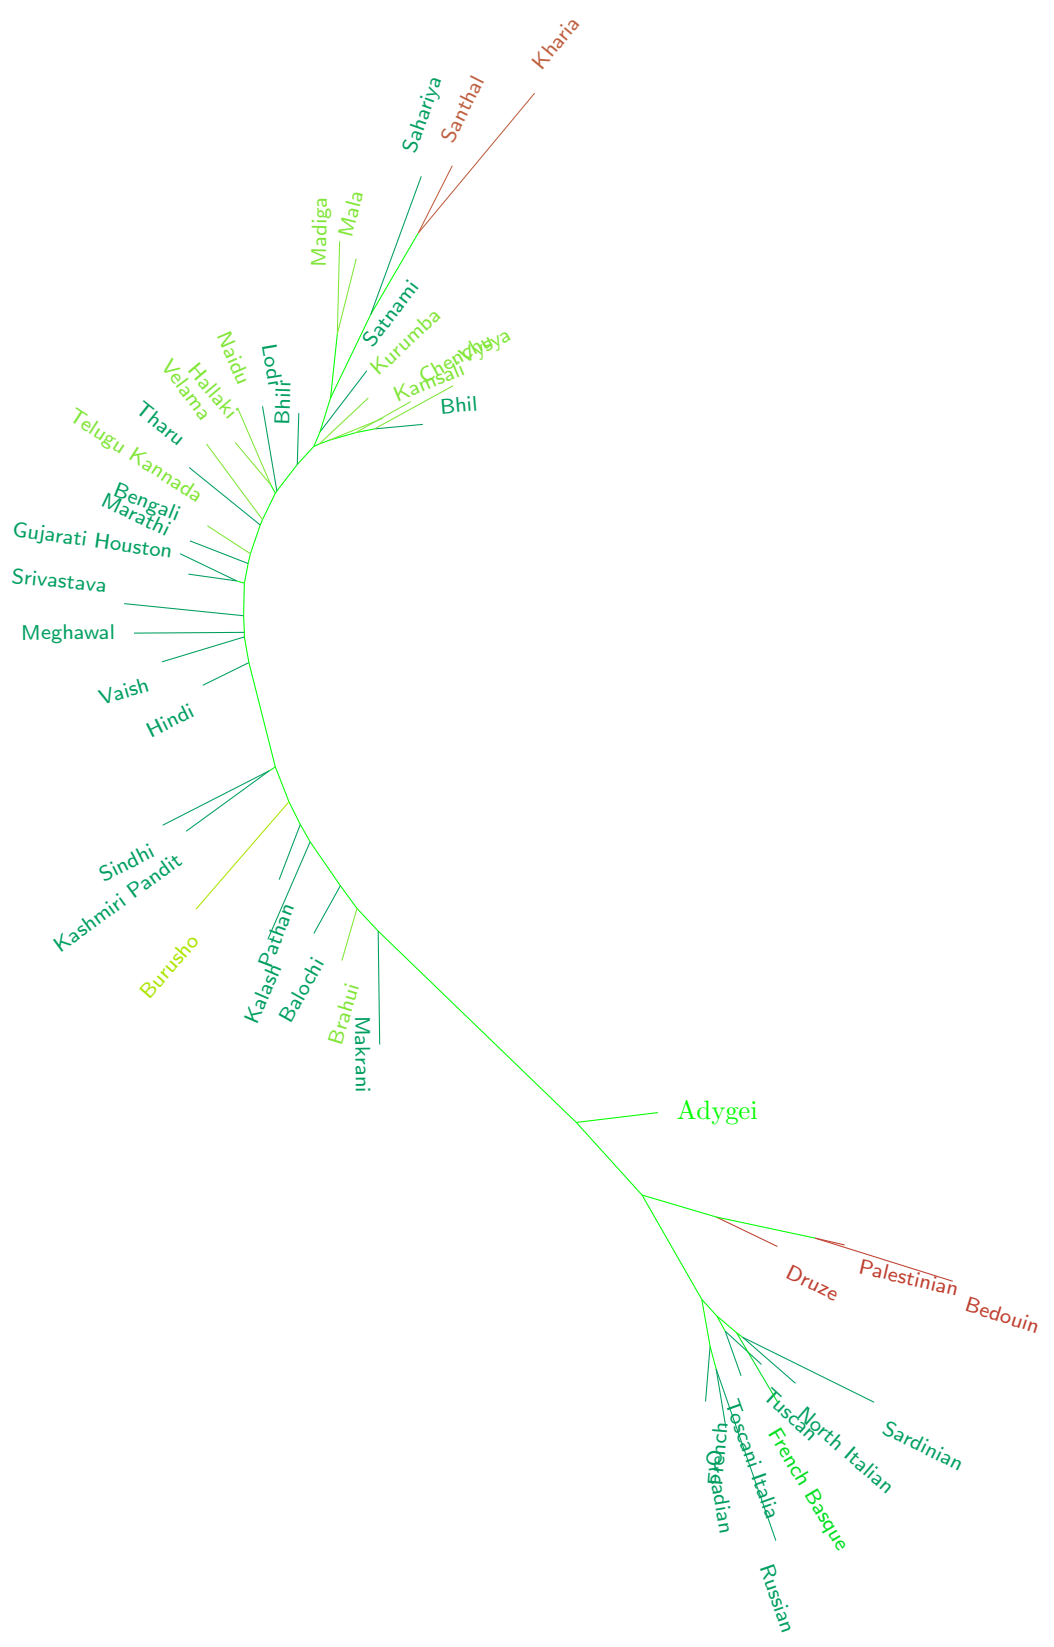 Kharia
Santhal
Sahariya
Mala
Madiga
Satnami
Kurumba
Vysya
Chenchu
Kamsali
Bhil
Naidu
Lodi
Bhili
Hallaki
Velama
Tharu
Telugu Kannada
Bengali
Marathi
Gujarati Houston
Srivastava
Meghawal
Vaish
Hindi
Sindhi
Kashmiri Pandit
Burusho
Pathan
Kalash
Balochi
Brahui
Makrani
Adygei
Druze
Palestinian
Bedouin
Tuscan
North Italian
Sardinian
Toscani Italia
French Basque
French
Orcadian
Russian